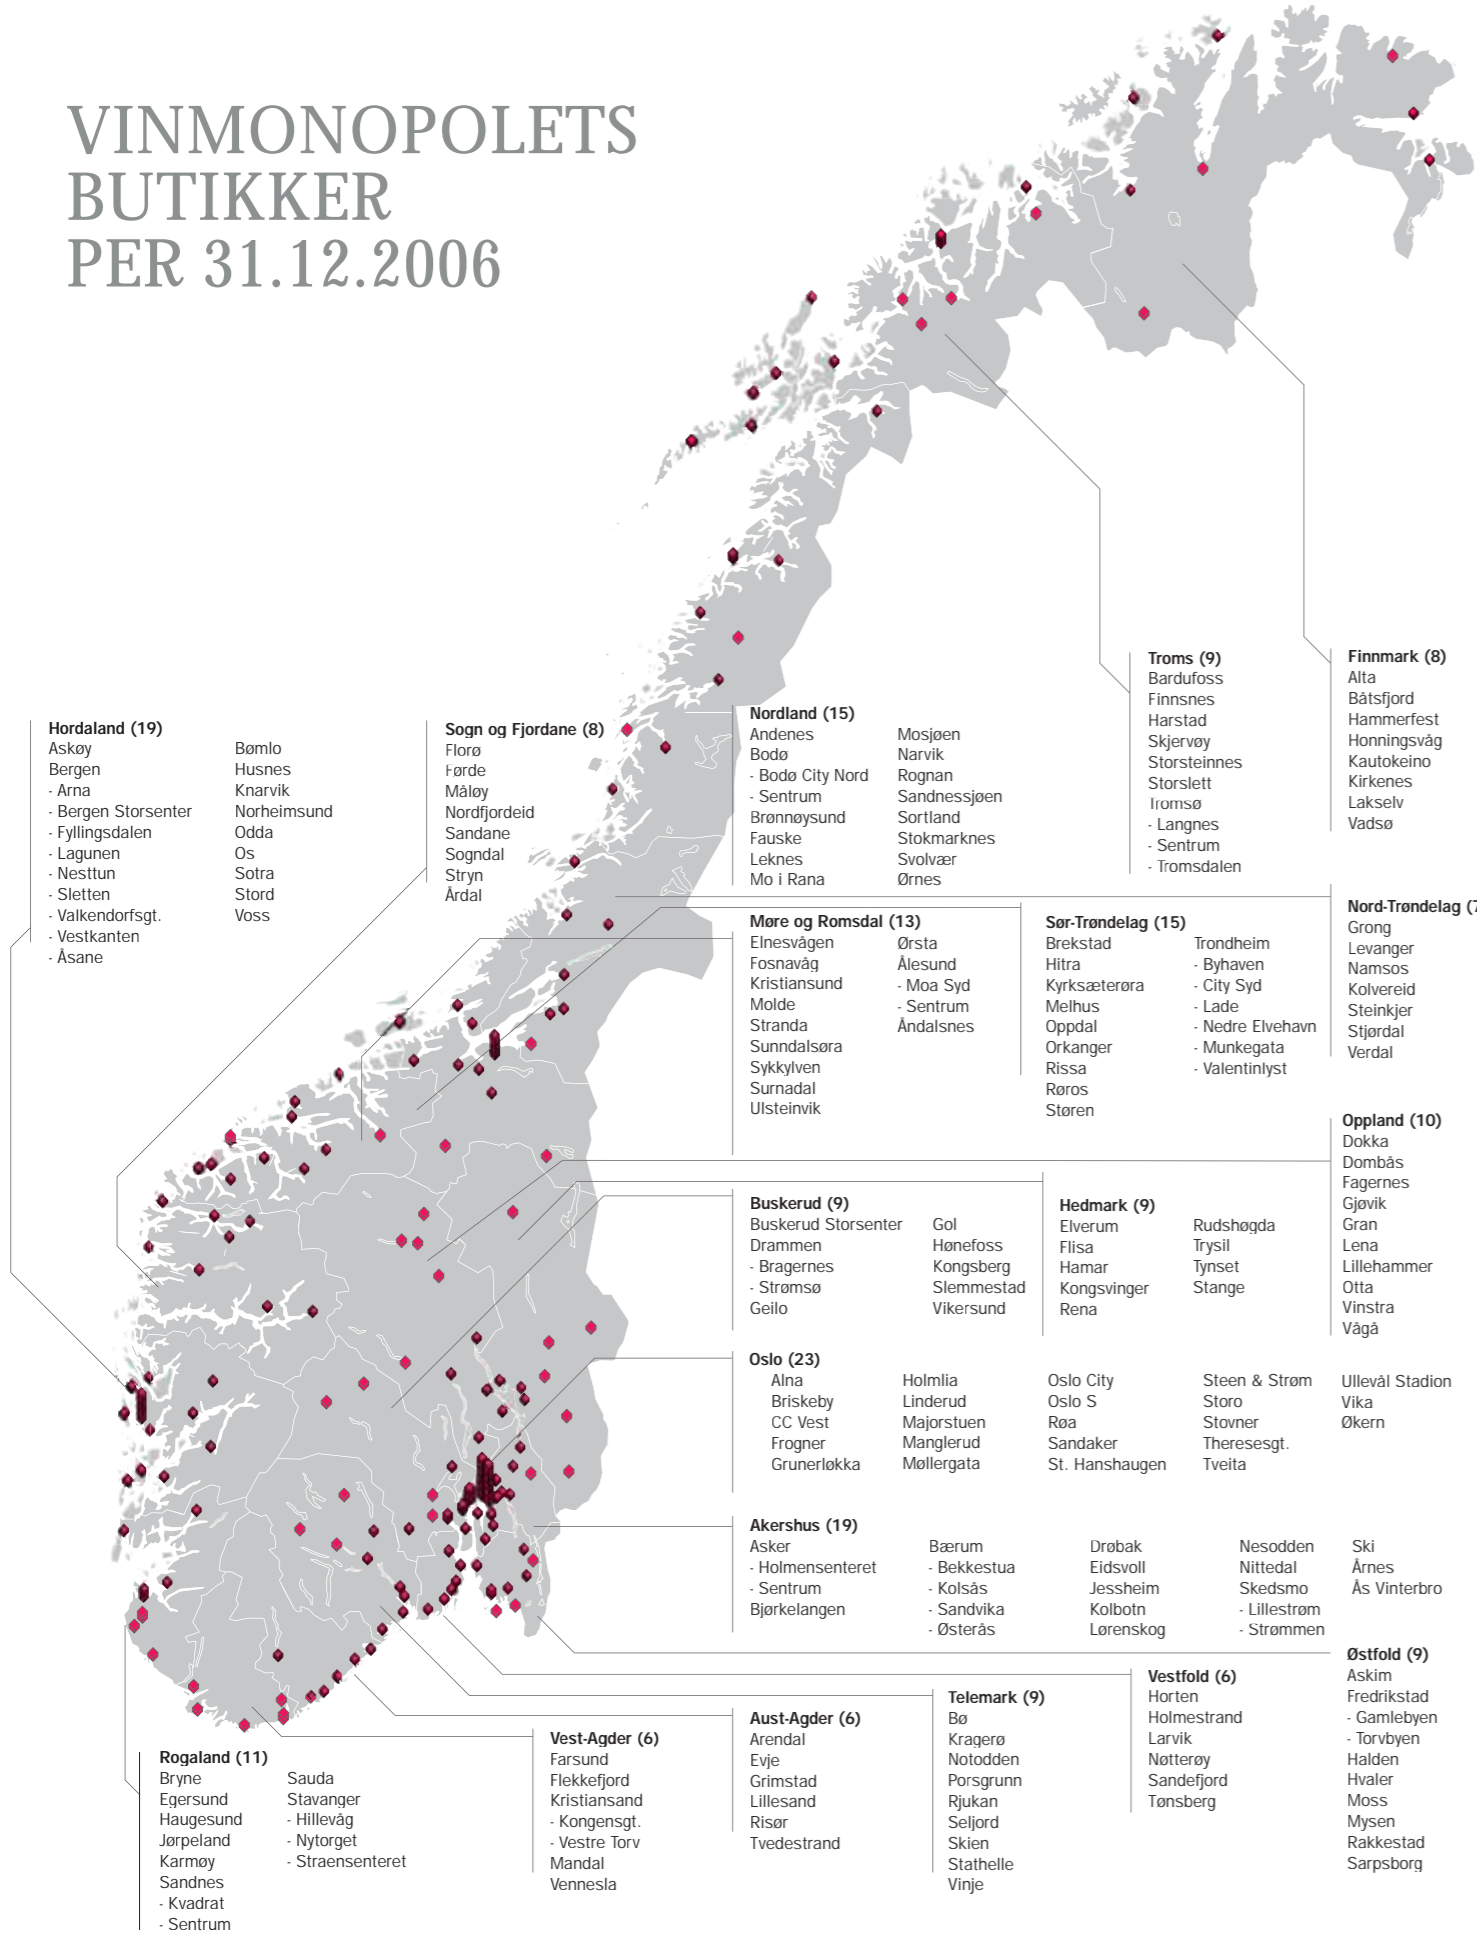 VINMONOPOLETS
BUTIKKER
PER 31.12.2006
Hordaland (19)
Askøy
Bergen
- Arna
- Bergen Storsenter
- Fyllingsdalen
- Lagunen
- Nesttun
- Sletten
- Valkendorfsgt.
- Vestkanten
- Åsane
Bømlo
Husnes
Knarvik
Norheimsund
Odda
Os
Sotra
Stord
Voss
Sogn og Fjordane (8)
Florø
Førde
Måløy
Nordfjordeid
Sandane
Sogndal
Stryn
Årdal
Nordland (15)
Andenes
Bodø
- Bodø City Nord
- Sentrum
Brønnøysund
Fauske
Leknes
Mo i Rana
Mosjøen
Narvik
Rognan
Sandnessjøen
Sortland
Stokmarknes
Svolvær
Ørnes
Troms (9)
Bardufoss
Finnsnes
Harstad
Skjervøy
Storsteinnes
Storslett
Tromsø
- Langnes
- Sentrum
- Tromsdalen
Finnmark (8)
Alta
Båtsfjord
Hammerfest
Honningsvåg
Kautokeino
Kirkenes
Lakselv
Vadsø
Møre og Romsdal (13)
Elnesvågen
Fosnavåg
Kristiansund
Molde
Stranda
Sunndalsøra
Sykkylven
Surnadal
Ulsteinvik
Ørsta
Ålesund
- Moa Syd
- Sentrum
Åndalsnes
Sør-Trøndelag (15)
Brekstad
Hitra
Kyrksæterøra
Melhus
Oppdal
Orkanger
Rissa
Røros
Støren
Trondheim
- Byhaven
- City Syd
- Lade
- Nedre Elvehavn
- Munkegata
- Valentinlyst
Nord-Trøndelag (7
Grong
Levanger
Namsos
Kolvereid
Steinkjer
Stjørdal
Verdal
Oppland (10)
Dokka
Dombås
Fagernes
Gjøvik
Gran
Lena
Lillehammer
Otta
Vinstra
Vågå
Buskerud (9)
Buskerud Storsenter
Drammen
- Bragernes
- Strømsø
Geilo
Gol
Hønefoss
Kongsberg
Slemmestad
Vikersund
Hedmark (9)
Elverum
Flisa
Hamar
Kongsvinger
Rena
Rudshøgda
Trysil
Tynset
Stange
Oslo (23)
Alna
Briskeby
CC Vest
Frogner
Grunerløkka
Holmlia
Linderud
Majorstuen
Manglerud
Møllergata
Oslo City
Oslo S
Røa
Sandaker
St. Hanshaugen
Steen & Strøm
Storo
Stovner
Theresesgt.
Tveita
Ullevål Stadion
Vika
Økern
Akershus (19)
Asker
- Holmensenteret
- Sentrum
Bjørkelangen
Bærum
- Bekkestua
- Kolsås
- Sandvika
- Østerås
Drøbak
Eidsvoll
Jessheim
Kolbotn
Lørenskog
Nesodden
Nittedal
Skedsmo
- Lillestrøm
- Strømmen
Ski
Årnes
Ås Vinterbro
Østfold (9)
Askim
Fredrikstad
- Gamlebyen
- Torvbyen
Halden
Hvaler
Moss
Mysen
Rakkestad
Sarpsborg
Vestfold (6)
Horten
Holmestrand
Larvik
Nøtterøy
Sandefjord
Tønsberg
Telemark (9)
Bø
Kragerø
Notodden
Porsgrunn
Rjukan
Seljord
Skien
Stathelle
Vinje
Aust-Agder (6)
Arendal
Evje
Grimstad
Lillesand
Risør
Tvedestrand
Vest-Agder (6)
Farsund
Flekkefjord
Kristiansand
- Kongensgt.
- Vestre Torv
Mandal
Vennesla
Rogaland (11)
Bryne
Egersund
Haugesund
Jørpeland
Karmøy
Sandnes
- Kvadrat
- Sentrum
Sauda
Stavanger
- Hillevåg
- Nytorget
- Straensenteret